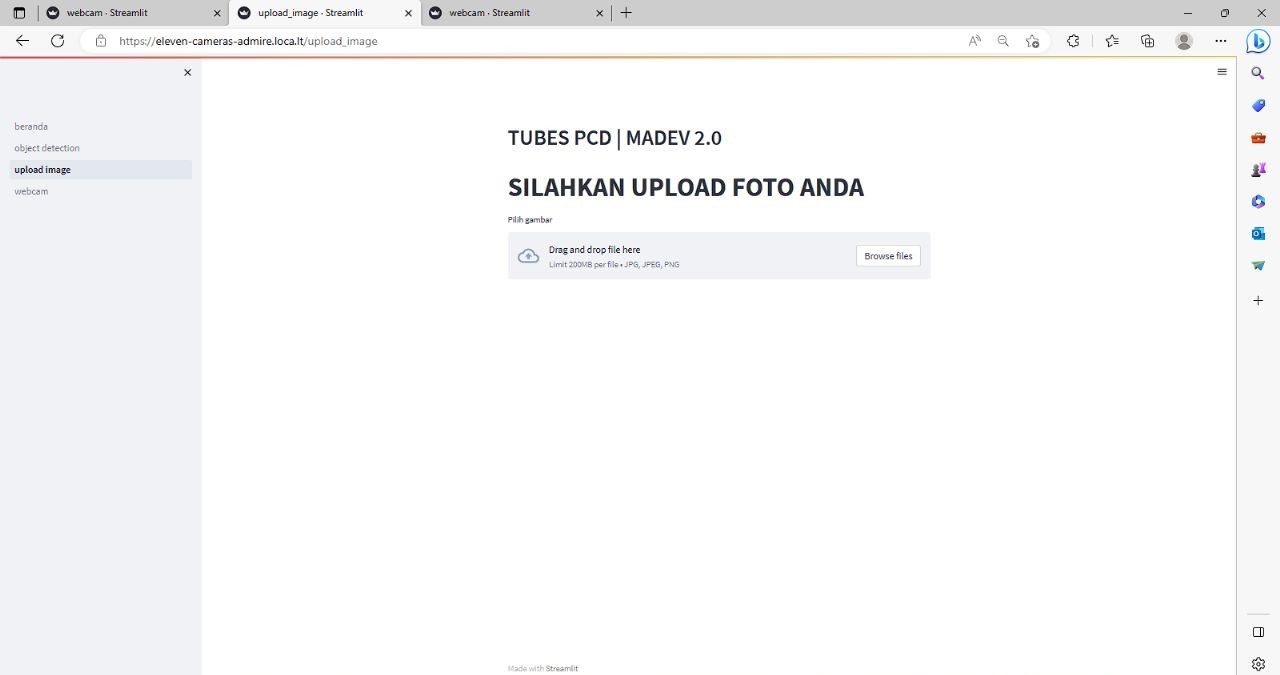 webcam · Streamlit
upload_image · Streamlit
webcam · Streamlit
https://eleven-cameras-admire.loca.lt/upload_image
beranda
object detection
upload image
webcam
TUBES PCD | MADEV 2.0
SILAHKAN UPLOAD FOTO ANDA
Pilih gambar
Drag and drop file here
Limit 200MB per file • JPG, JPEG, PNG
Browse files
Made with Streamlit